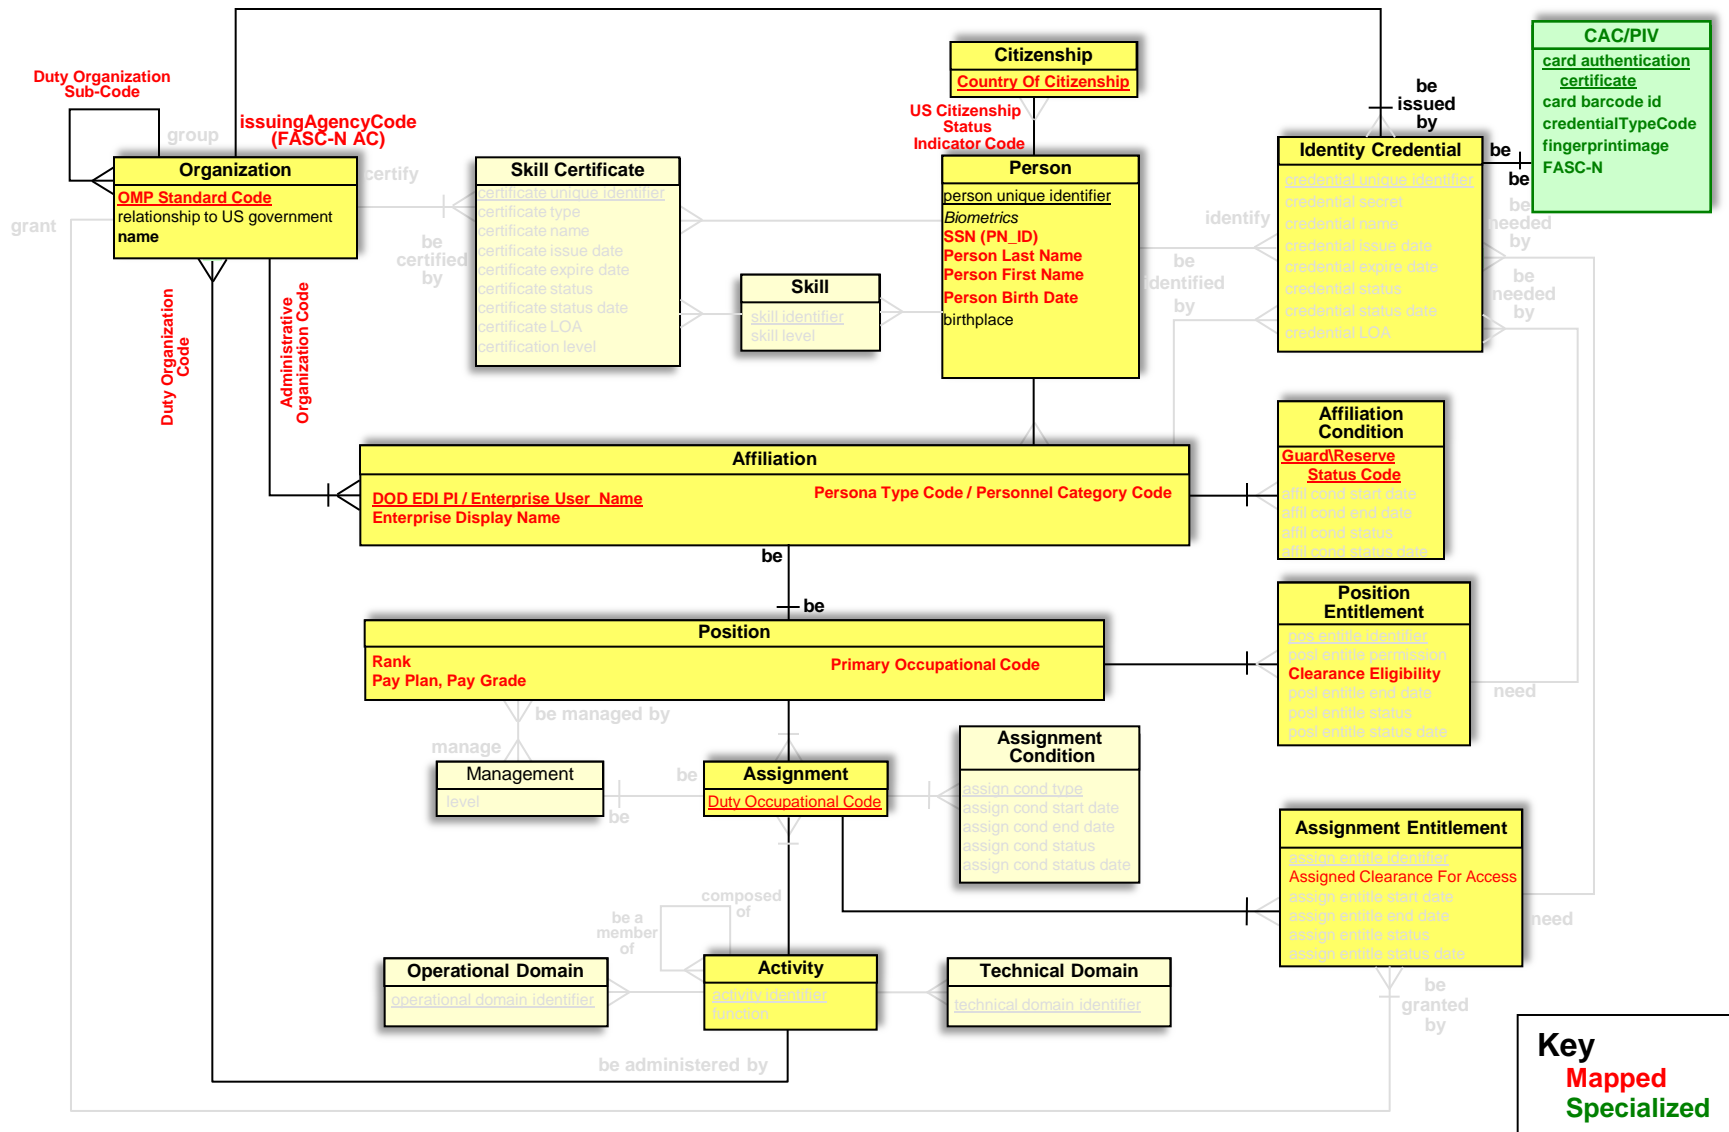 Duty Organization
Sub-Code
group
issuingAgencyCode
(FASC-N AC)
Organization
OMP Standard Code
relationship to US government
name
grant
certify
be
certified
by
Skill Certificate
certificate unique identifier
certificate type
certificate name
certificate issue date
certificate expire date
certificate status
certificate status date
certificate LOA
certification level
Skill
skill identifier
skill level
Citizenship
Country Of Citizenship
US Citizenship
Status
Indicator Code
Person
person unique identifier
Biometrics
SSN (PN_ID)
Person Last Name
Person First Name
Person Birth Date
birthplace
identify
be
identified
by
be
issued
by
Identity Credential
credential unique identifier
credential secret
credential name
credential issue date
credential expire date
credential status
credential status date
credential LOA
be
be
CAC/PIV
card authentication
certificate
card barcode id
credentialTypeCode
fingerprintimage
FASC-N
be
needed
by
be
needed
by
Duty Organization
Code
Administrative
Organization Code
Affiliation
DOD EDI PI / Enterprise User_Name
Enterprise Display Name
Persona Type Code / Personnel Category Code
Affiliation
Condition
Guard\Reserve
Status Code
affil cond start date
affil cond end date
affil cond status
affil cond status date
be
be
Position
Rank
Pay Plan, Pay Grade
Primary Occupational Code
Position
Entitlement
pos entitle identifier
posl entitle permission
Clearance Eligibility
posl entitle end date
posl entitle status
posl entitle status date
need
be managed by
manage
Management
level
be
be
Assignment
Duty Occupational Code
Assignment
Condition
assign cond type
assign cond start date
assign cond end date
assign cond status
assign cond status date
Assignment Entitlement
assign entitle identifier
Assigned Clearance For Access
assign entitle start date
assign entitle end date
assign entitle status
assign entitle status date
need
composed
of
be a
member
of
Operational Domain
operational domain identifier
Activity
activity identifier
function
Technical Domain
technical domain identifier
be
granted
by
be administered by
Key
Mapped
Specialized